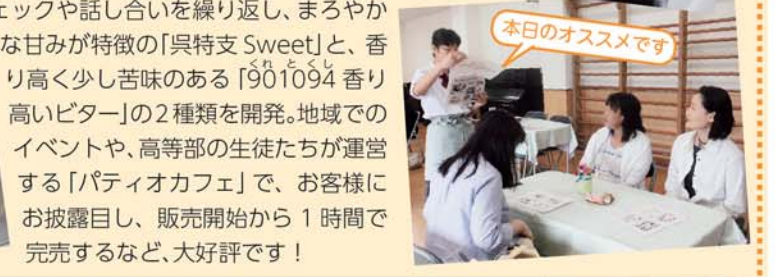 ェックや話し合いを繰り返し、まろやか
な甘みが特徴の「呉特支 Sweet」と、香
り高く少し苦味のある「901094 香り
くれとくし
高いビター」の2種類を開発。地域での
イベントや、高等部の生徒たちが運営
する「パティオカフェ」で、お客様に
お披露目し、販売開始から 1 時間で
完売するなど、大好評です！
本日のオススメです